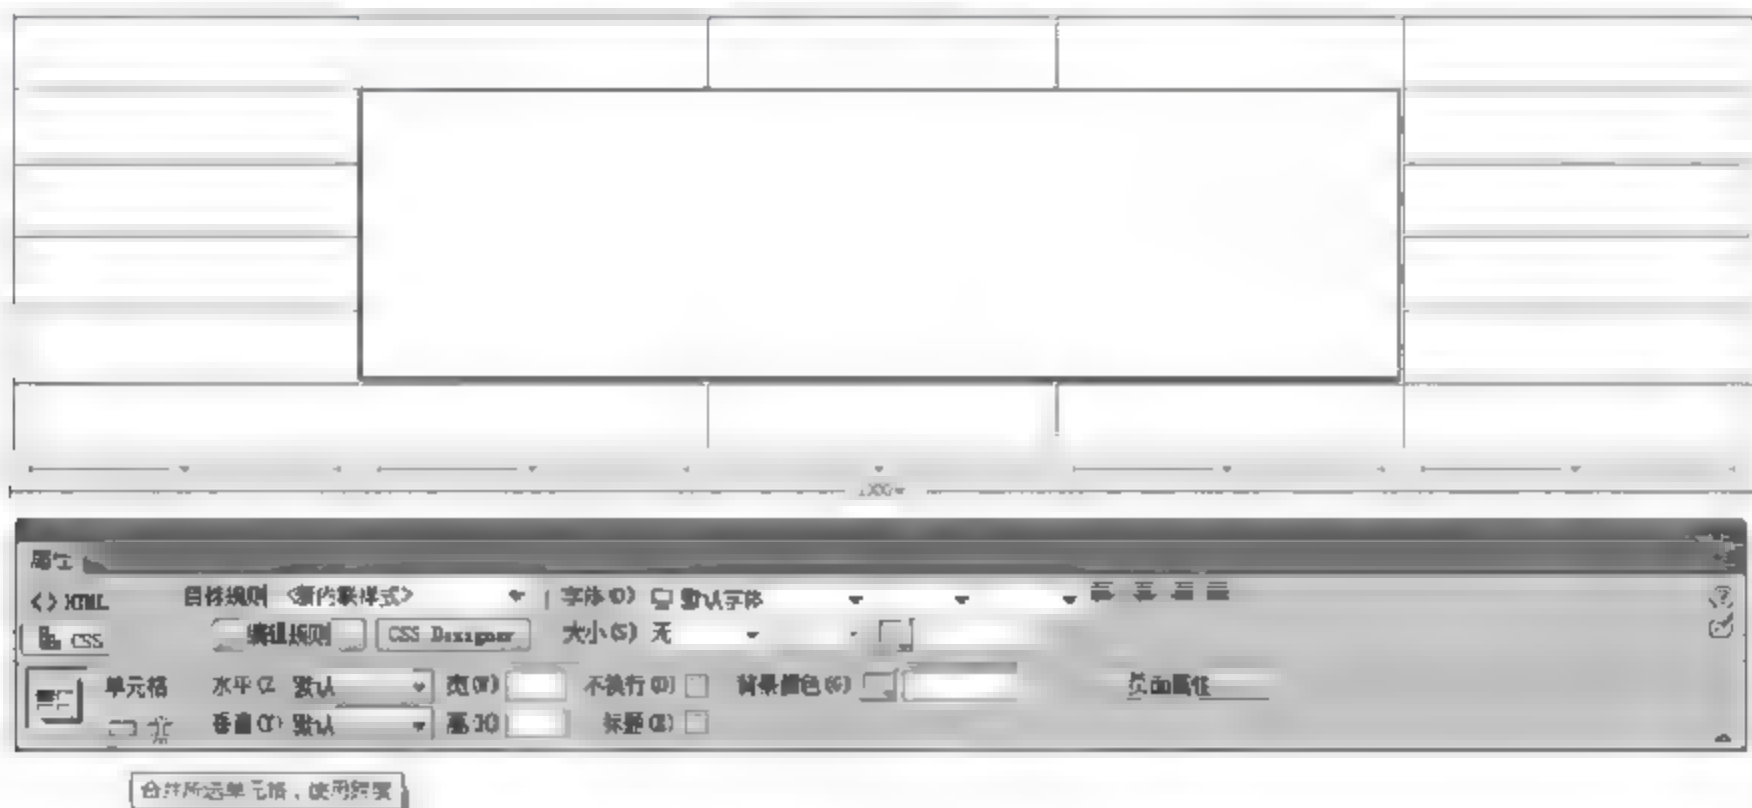 属性
<> HTML 目标规则 <新内联样式> 字体(O) 默认字体
CSS 编辑规则 CSS Designer 大小(S) 无
单元格 水平(Z 默认 宽(W) 不换行(O) 背景颜色(G) 页面属性
垂直(T) 默认 高(H) 标题(E)
合并所选单元格，使用跨度